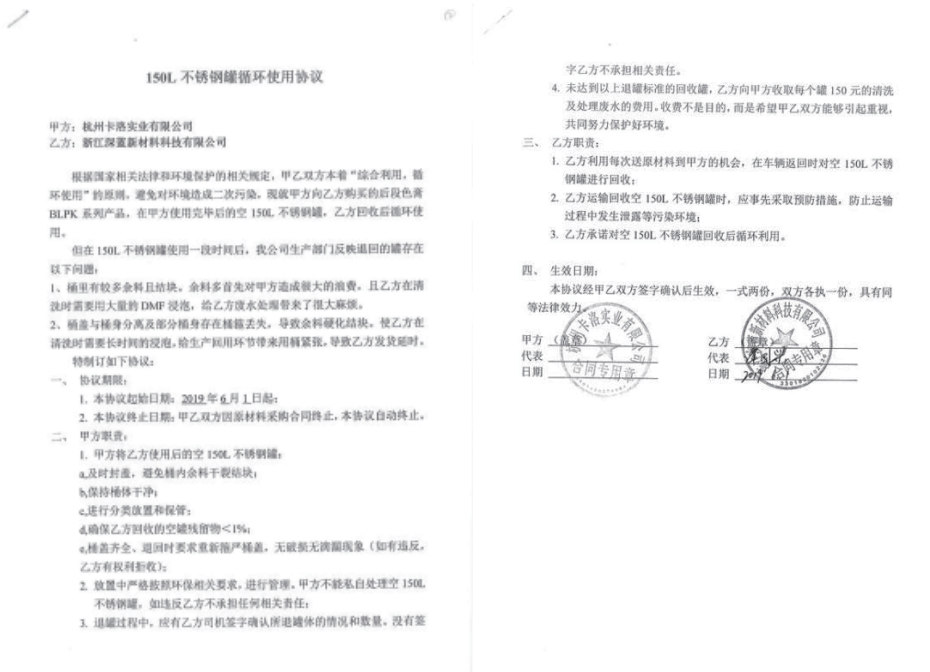 150L 不锈钢罐循环使用协议
甲方：杭州卡洛实业有限公司
乙方：浙江深蓝新材料科技有限公司
根据国家相关法律和环境保护的相关规定，甲乙双方本着“综合利用，循
环使用”的原则，避免对环境造成二次污染，现就甲方向乙方购买的后段色膏
BLPK 系列产品，在甲方使用完毕后的空 150L 不锈钢罐，乙方回收后循环使
用。
但在 150L 不锈钢罐使用一段时间后，我公司生产部门反映退回的罐存在
以下问题：
1、桶里有较多余料且结块。余料多首先对甲方造成很大的浪费，且乙方在清
洗时需要用大量的 DMF 浸泡，给乙方废水处理带来了很大麻烦。
2、桶盖与桶身分离及部分桶身存在桶箍丢失，导致余料硬化结块，使乙方在
清洗时需要长时间的浸泡，给生产回用环节带来用桶紧张，导致乙方发货延时。
特制订如下协议：
一、 协议期限：
1. 本协议起始日期：2019 年 6 月 1 日起；
2. 本协议终止日期：甲乙双方因原材料采购合同终止，本协议自动终止。
二、 甲方职责：
1. 甲方将乙方使用后的空 150L 不锈钢罐：
a,及时封盖，避免桶内余料干裂结块；
b,保持桶体干净；
c,进行分类放置和保管；
d,确保乙方回收的空罐残留物＜1%；
e,桶盖齐全、退回时要求重新箍严桶盖，无破损无滴漏现象（如有违反，
乙方有权利拒收）；
2. 放置中严格按照环保相关要求，进行管理。甲方不能私自处理空 150L
不锈钢罐，如违反乙方不承担任何相关责任；
3. 退罐过程中，应有乙方司机签字确认所退罐体的情况和数量。没有签
字乙方不承担相关责任。
4. 未达到以上退罐标准的回收罐，乙方向甲方收取每个罐 150 元的清洗
及处理废水的费用。收费不是目的，而是希望甲乙双方能够引起重视，
共同努力保护好环境。
三、 乙方职责：
1. 乙方利用每次送原材料到甲方的机会，在车辆返回时对空 150L 不锈
钢罐进行回收；
2. 乙方运输回收空 150L 不锈钢罐时，应事先采取预防措施，防止运输
过程中发生泄露等污染环境；
3. 乙方承诺对空 150L 不锈钢罐回收后循环利用。
四、 生效日期：
本协议经甲乙双方签字确认后生效，一式两份，双方各执一份，具有同
等法律效力。
甲方（盖章）
代表
日期
杭州卡洛实业有限公司
合同专用章
乙方（盖章）
代表
日期 2019
新材料科技有限公司
合同专用章